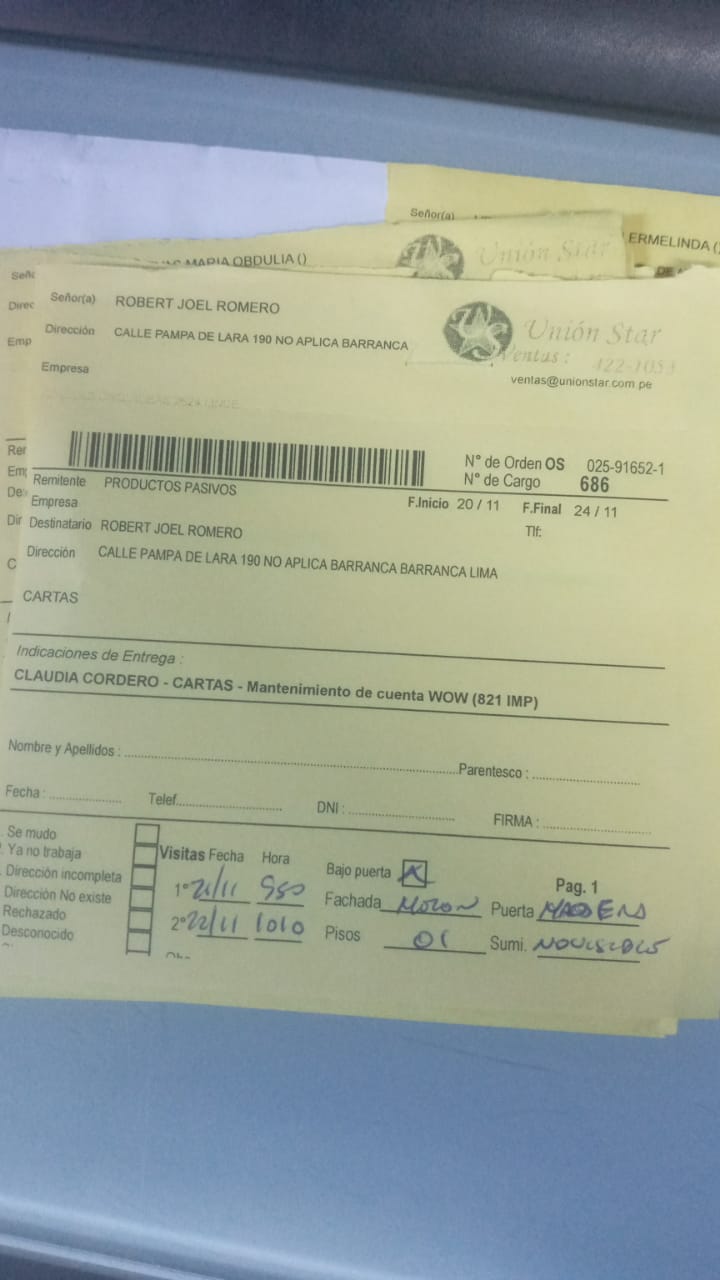 Señor(a)
ERMELINDA (
MARIA OBDULIA ()
Unión Star
Señor(a) ROBERT JOEL ROMERO
Dirección CALLE PAMPA DE LARA 190 NO APLICA BARRANCA
Empresa
Unión Star
Ventas :
ventas@unionstar.com.pe
N° de Orden OS 025-91652-1
N° de Cargo 686
Remitente PRODUCTOS PASIVOS
Empresa
F.Inicio 20 / 11 F.Final 24 / 11
Tlf:
Destinatario ROBERT JOEL ROMERO
Dirección CALLE PAMPA DE LARA 190 NO APLICA BARRANCA BARRANCA LIMA
CARTAS
Indicaciones de Entrega :
CLAUDIA CORDERO - CARTAS - Mantenimiento de cuenta WOW (821 IMP)
Nombre y Apellidos : Parentesco :
Fecha : Telef. DNI : FIRMA :
Se mudo
Ya no trabaja
Dirección incompleta
Dirección No existe
Rechazado
Desconocido
Visitas Fecha Hora
1° 21/11 950
2° 22/11 1010
Bajo puerta X
Pag. 1
Fachada Puerta
Pisos 01 Sumi.